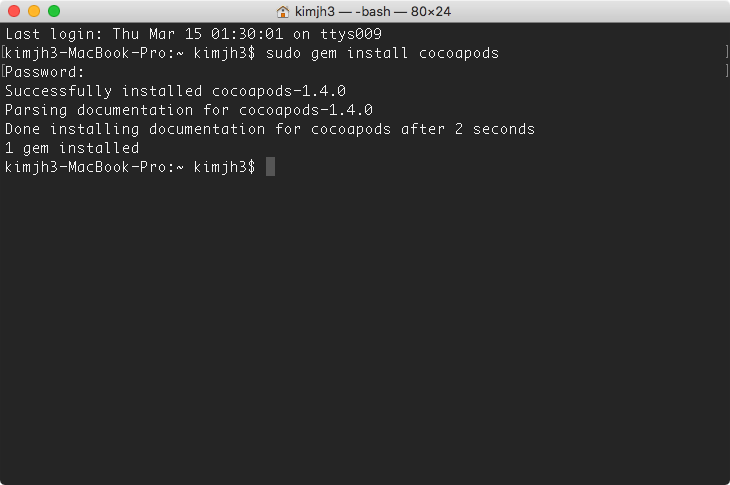 kimjh3 — -bash — 80×24
Last login: Thu Mar 15 01:30:01 on ttys009
[kimjh3-MacBook-Pro:~ kimjh3$ sudo gem install cocoapods ]
[Password: ]
Successfully installed cocoapods-1.4.0
Parsing documentation for cocoapods-1.4.0
Done installing documentation for cocoapods after 2 seconds
1 gem installed
kimjh3-MacBook-Pro:~ kimjh3$